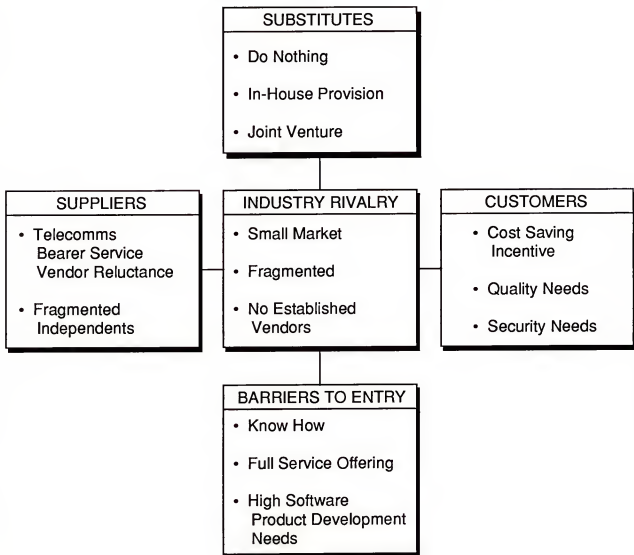 SUBSTITUTES
• Do Nothing
• In-House Provision
• Joint Venture
SUPPLIERS
• Telecomms
Bearer Service
Vendor Reluctance
• Fragmented
Independents
INDUSTRY RIVALRY
• Small Market
• Fragmented
• No Established
Vendors
CUSTOMERS
• Cost Saving
Incentive
• Quality Needs
• Security Needs
BARRIERS TO ENTRY
• Know How
• Full Service Offering
• High Software
Product Development
Needs